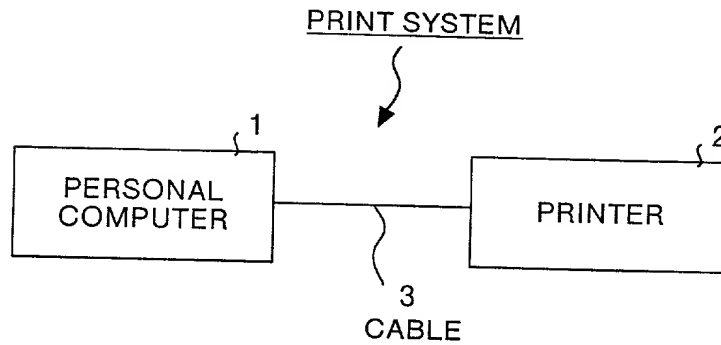 PRINT SYSTEM
1
PERSONAL
COMPUTER
2
PRINTER
3
CABLE